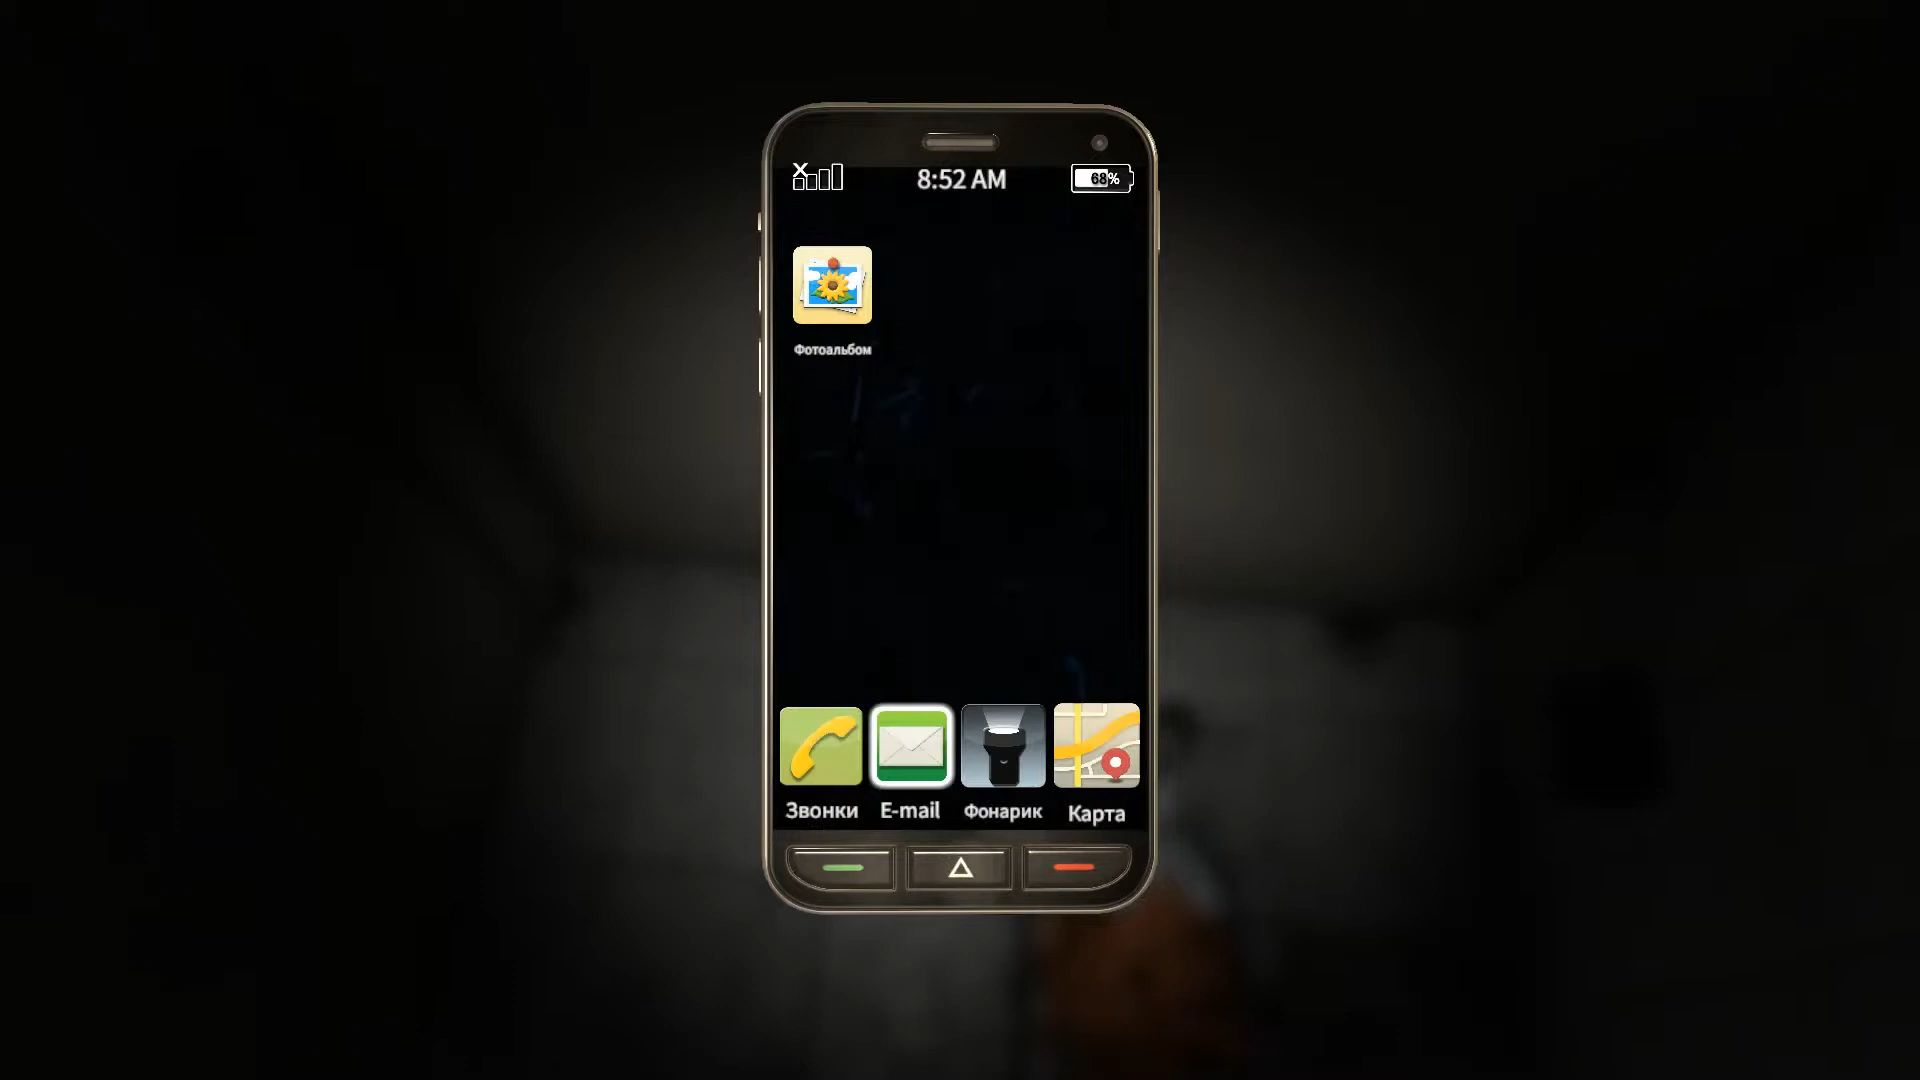 8:52 AM
68%
Фотоальбом
Звонки
E-mail
Фонарик
Карта